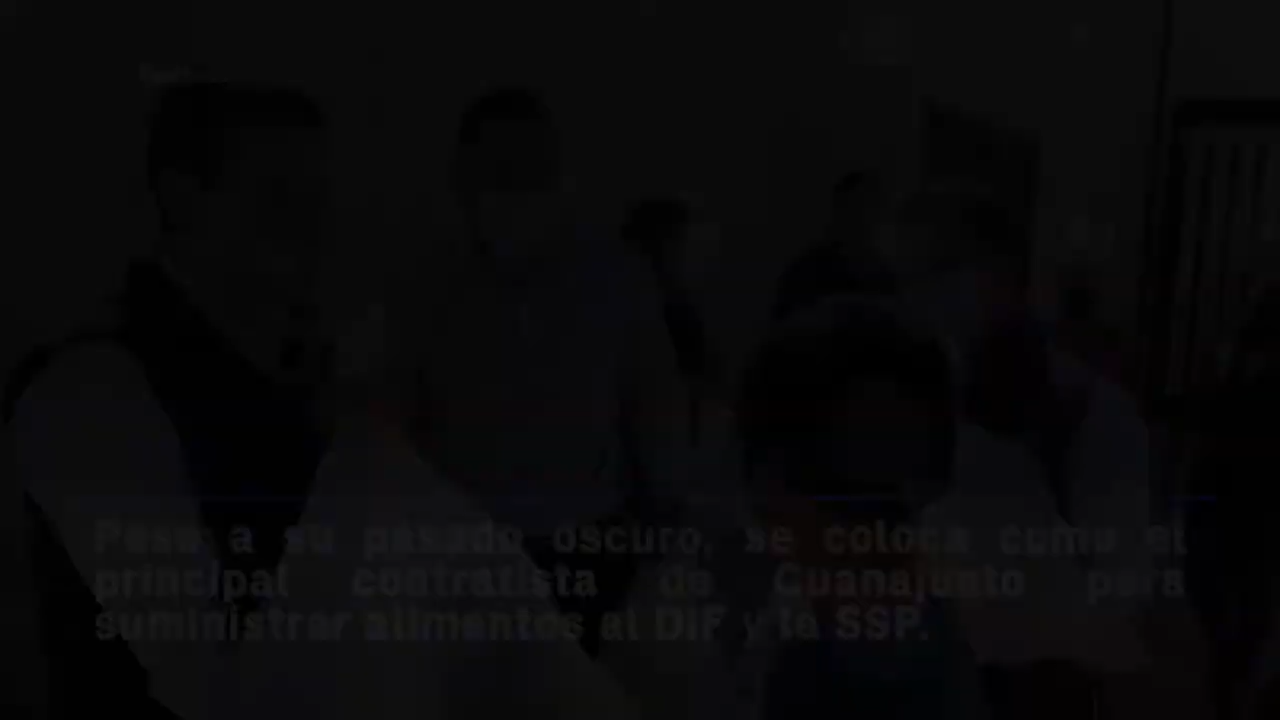 Pese a su pasado oscuro, se coloca como el
principal contratista de Guanajuato para
suministrar alimentos al DIF y la SSP.